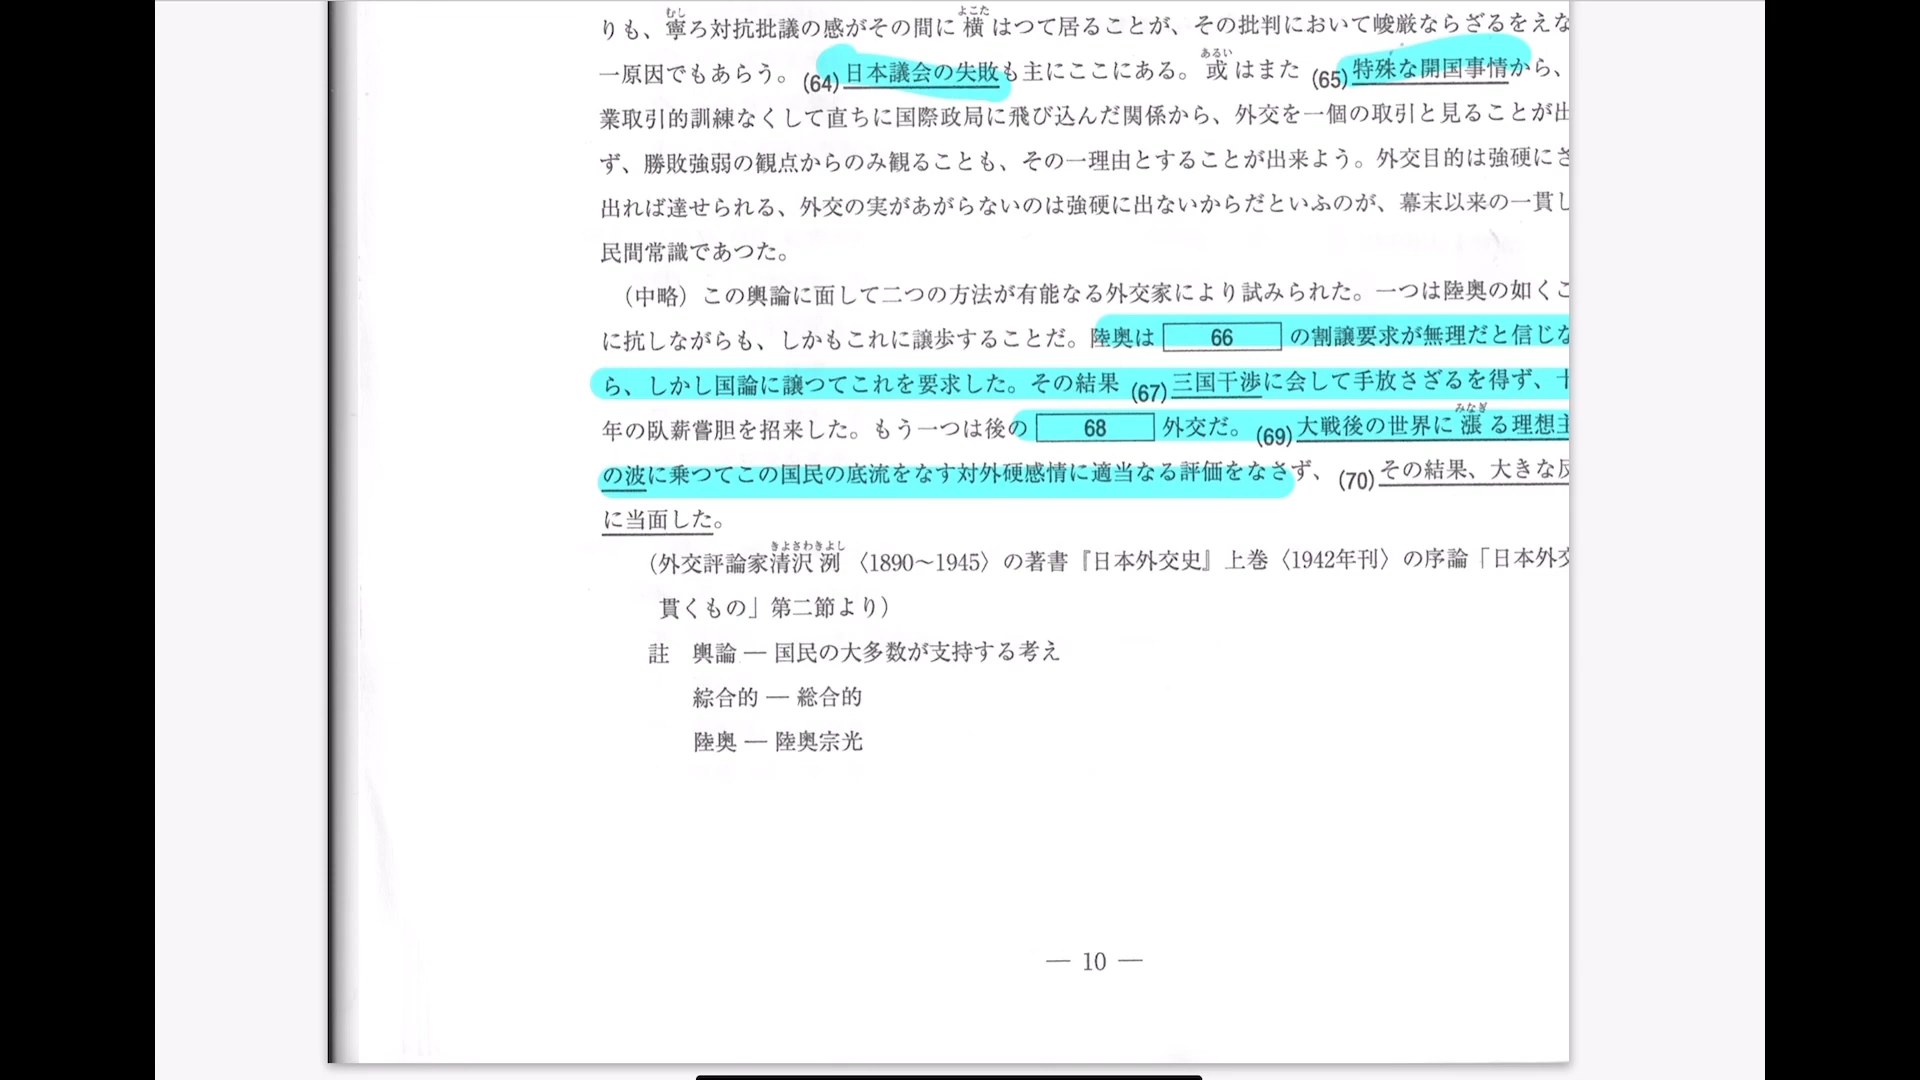 りも、寧ろ対抗批議の感がその間に横はつて居ることが、その批判において峻厳ならざるをえな
一原因でもあらう。(64)日本議会の失敗も主にここにある。或はまた(65)特殊な開国事情から、
業取引的訓練なくして直ちに国際政局に飛び込んだ関係から、外交を一個の取引と見ることが出
ず、勝敗強弱の観点からのみ観ることも、その一理由とすることが出来よう。外交目的は強硬にさ
出れば達せられる、外交の実があがらないのは強硬に出ないからだといふのが、幕末以来の一貫し
民間常識であつた。
（中略）この輿論に面して二つの方法が有能なる外交家により試みられた。一つは陸奥の如くこ
に抗しながらも、しかもこれに譲歩することだ。陸奥は 66 の割譲要求が無理だと信じな
ら、しかし国論に譲つてこれを要求した。その結果(67)三国干渉に会して手放さざるを得ず、十
年の臥薪嘗胆を招来した。もう一つは後の 68 外交だ。(69)大戦後の世界に漲る理想主
の波に乗つてこの国民の底流をなす対外硬感情に適当なる評価をなさず、(70)その結果、大きな反
に当面した。
（外交評論家清沢洌〈1890～1945〉の著書『日本外交史』上巻〈1942年刊〉の序論「日本外交
貫くもの」第二節より）
註 輿論 ― 国民の大多数が支持する考え
綜合的 ― 総合的
陸奥 ― 陸奥宗光
― 10 ―